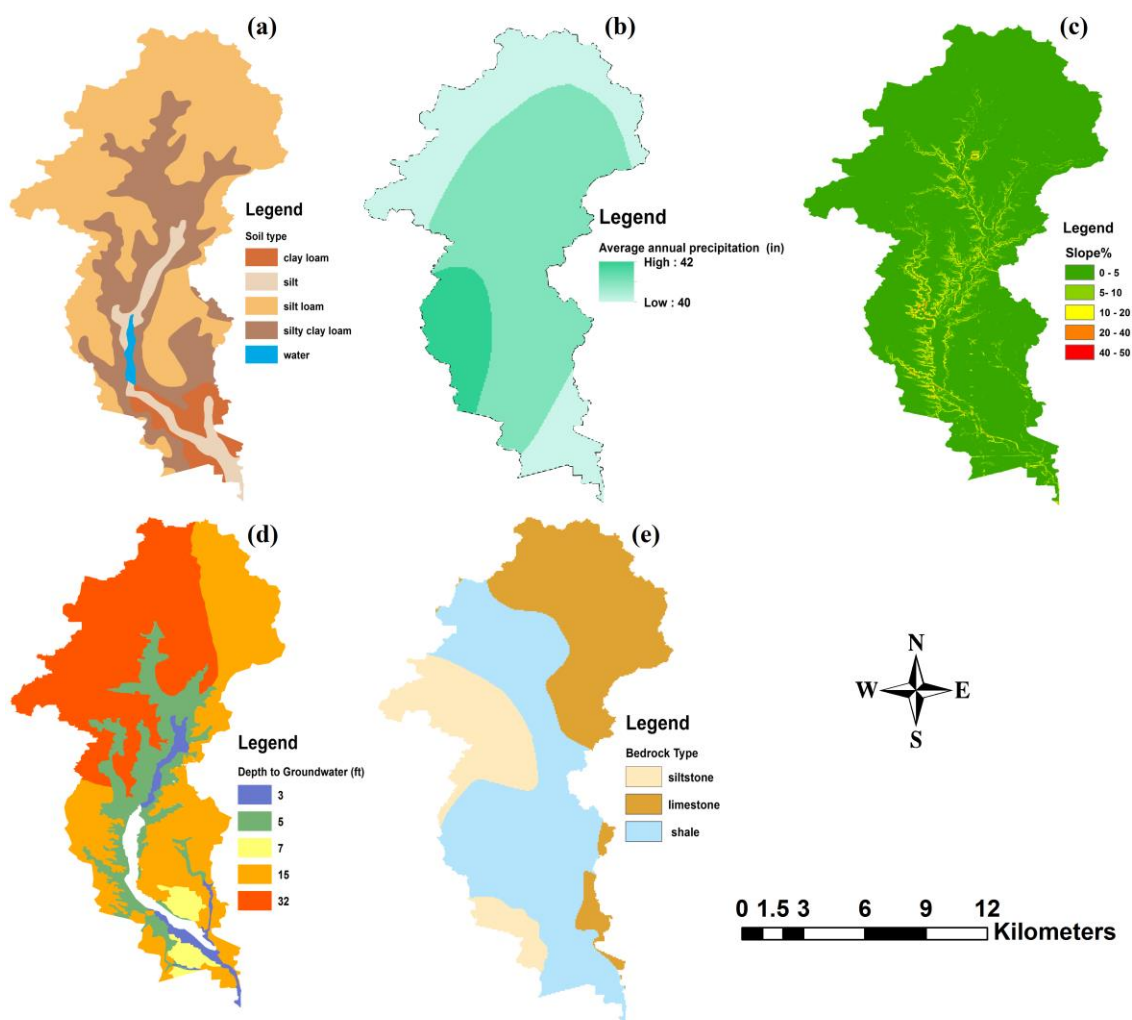 (a)
Legend
Soil type
clay loam
silt
silt loam
silty clay loam
water
(b)
Legend
Average annual precipitation (in)
High : 42
Low : 40
(c)
Legend
Slope%
0 - 5
5- 10
10 - 20
20 - 40
40 - 50
(d)
Legend
Depth to Groundwater (ft)
3
5
7
15
32
(e)
Legend
Bedrock Type
siltstone
limestone
shale
N
W E
S
0 1.5 3 6 9 12
Kilometers